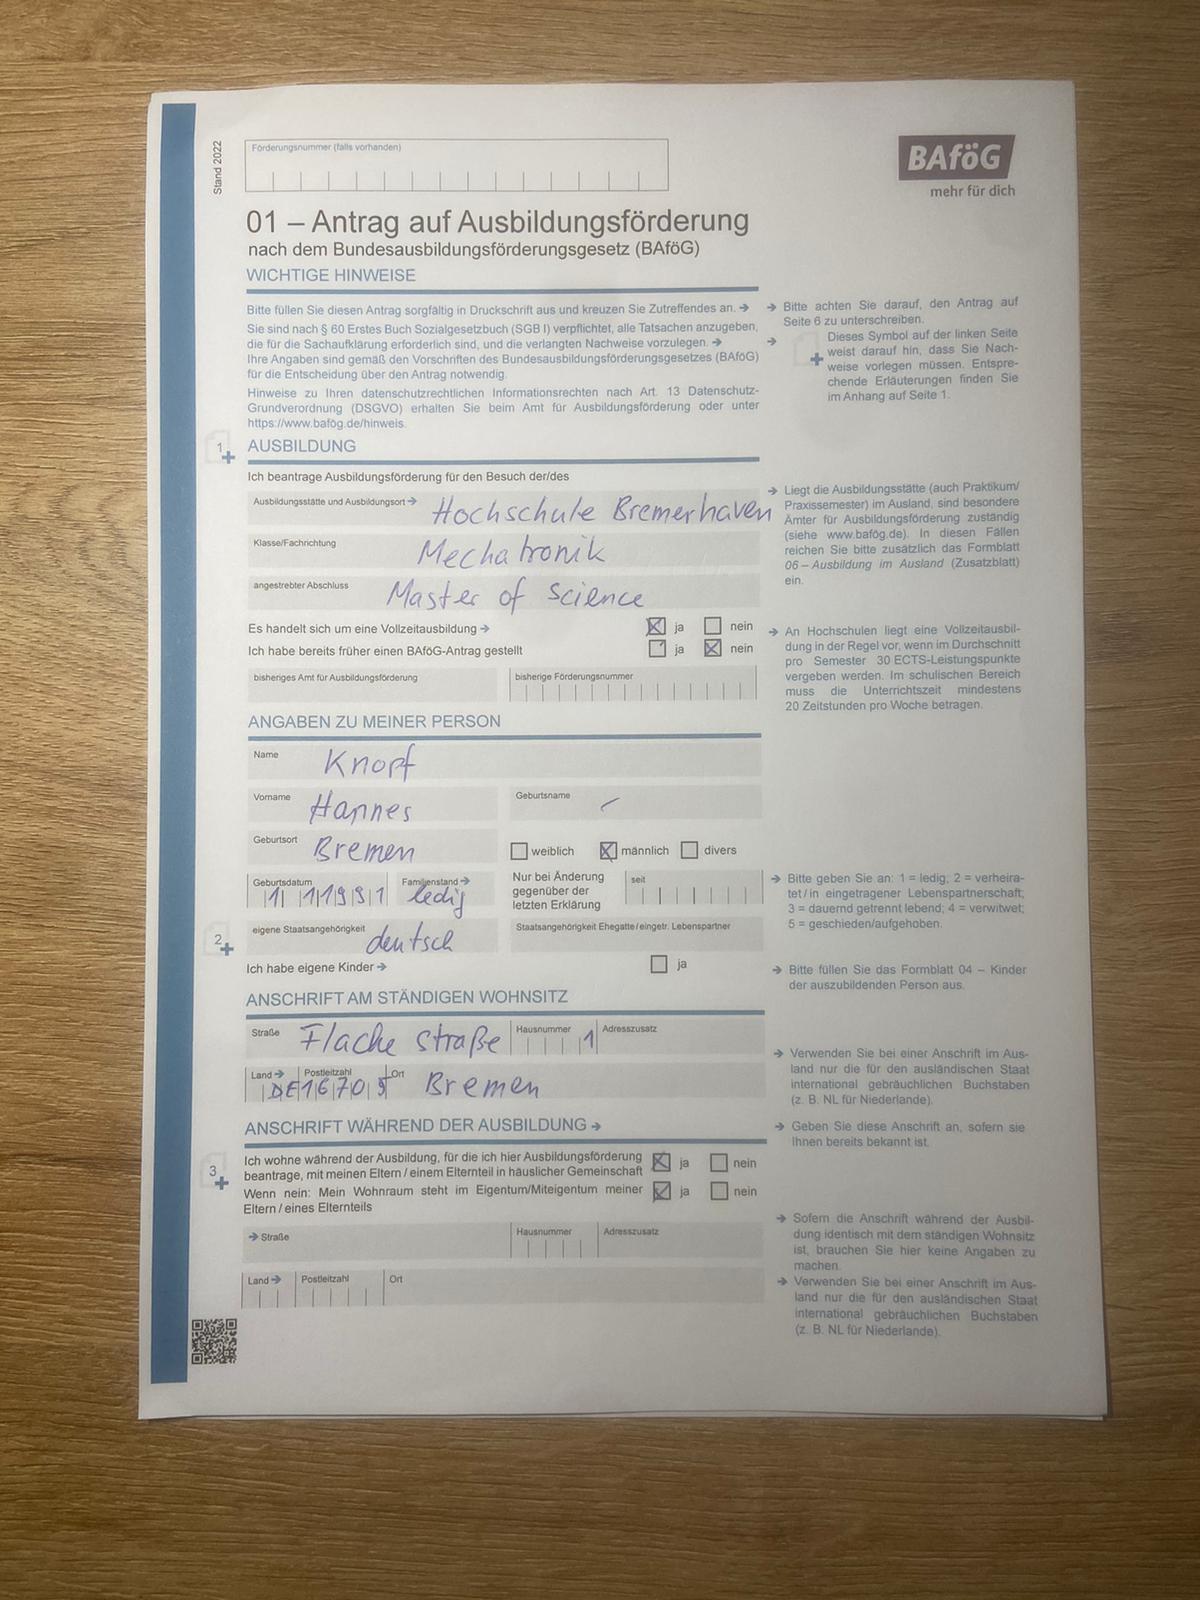 Stand 2022
Förderungsnummer (falls vorhanden)
BAföG
mehr für dich
01 – Antrag auf Ausbildungsförderung
nach dem Bundesausbildungsförderungsgesetz (BAföG)
WICHTIGE HINWEISE
Bitte füllen Sie diesen Antrag sorgfältig in Druckschrift aus und kreuzen Sie Zutreffendes an. →
Sie sind nach § 60 Erstes Buch Sozialgesetzbuch (SGB I) verpflichtet, alle Tatsachen anzugeben,
die für die Sachaufklärung erforderlich sind, und die verlangten Nachweise vorzulegen. →
Ihre Angaben sind gemäß den Vorschriften des Bundesausbildungsförderungsgesetzes (BAföG)
für die Entscheidung über den Antrag notwendig.
Hinweise zu Ihren datenschutzrechtlichen Informationsrechten nach Art. 13 Datenschutz-
Grundverordnung (DSGVO) erhalten Sie beim Amt für Ausbildungsförderung oder unter
https://www.bafög.de/hinweis.
→ Bitte achten Sie darauf, den Antrag auf
Seite 6 zu unterschreiben.
→ Dieses Symbol auf der linken Seite
weist darauf hin, dass Sie Nach-
weise vorlegen müssen. Entspre-
chende Erläuterungen finden Sie
im Anhang auf Seite 1.
1 AUSBILDUNG
Ich beantrage Ausbildungsförderung für den Besuch der/des
Ausbildungsstätte und Ausbildungsort → Hochschule Bremerhaven
Klasse/Fachrichtung Mechatronik
angestrebter Abschluss Master of Science
Es handelt sich um eine Vollzeitausbildung → ja nein
Ich habe bereits früher einen BAföG-Antrag gestellt ja nein
bisheriges Amt für Ausbildungsförderung bisherige Förderungsnummer
→ Liegt die Ausbildungsstätte (auch Praktikum/
Praxissemester) im Ausland, sind besondere
Ämter für Ausbildungsförderung zuständig
(siehe www.bafög.de). In diesen Fällen
reichen Sie bitte zusätzlich das Formblatt
06 – Ausbildung im Ausland (Zusatzblatt)
ein.
→ An Hochschulen liegt eine Vollzeitausbil-
dung in der Regel vor, wenn im Durchschnitt
pro Semester 30 ECTS-Leistungspunkte
vergeben werden. Im schulischen Bereich
muss die Unterrichtszeit mindestens
20 Zeitstunden pro Woche betragen.
ANGABEN ZU MEINER PERSON
Name Knopf
Vorname Hannes Geburtsname
Geburtsort Bremen weiblich männlich divers
Geburtsdatum 1 1 1991 Familienstand → ledig
Nur bei Änderung
gegenüber der
letzten Erklärung
seit
2 eigene Staatsangehörigkeit deutsch Staatsangehörigkeit Ehegatte/eingetr. Lebenspartner
Ich habe eigene Kinder → ja
→ Bitte geben Sie an: 1 = ledig; 2 = verheira-
tet/in eingetragener Lebenspartnerschaft;
3 = dauernd getrennt lebend; 4 = verwitwet;
5 = geschieden/aufgehoben.
→ Bitte füllen Sie das Formblatt 04 – Kinder
der auszubildenden Person aus.
ANSCHRIFT AM STÄNDIGEN WOHNSITZ
Straße Flache straße Hausnummer 1 Adresszusatz
Land → DE Postleitzahl 16705 Ort Bremen
→ Verwenden Sie bei einer Anschrift im Aus-
land nur die für den ausländischen Staat
international gebräuchlichen Buchstaben
(z. B. NL für Niederlande).
ANSCHRIFT WÄHREND DER AUSBILDUNG →
→ Geben Sie diese Anschrift an, sofern sie
Ihnen bereits bekannt ist.
3 Ich wohne während der Ausbildung, für die ich hier Ausbildungsförderung
beantrage, mit meinen Eltern / einem Elternteil in häuslicher Gemeinschaft ja nein
Wenn nein: Mein Wohnraum steht im Eigentum/Miteigentum meiner
Eltern / eines Elternteils ja nein
→ Straße Hausnummer Adresszusatz
Land → Postleitzahl Ort
→ Sofern die Anschrift während der Ausbil-
dung identisch mit dem ständigen Wohnsitz
ist, brauchen Sie hier keine Angaben zu
machen.
→ Verwenden Sie bei einer Anschrift im Aus-
land nur die für den ausländischen Staat
international gebräuchlichen Buchstaben
(z. B. NL für Niederlande).